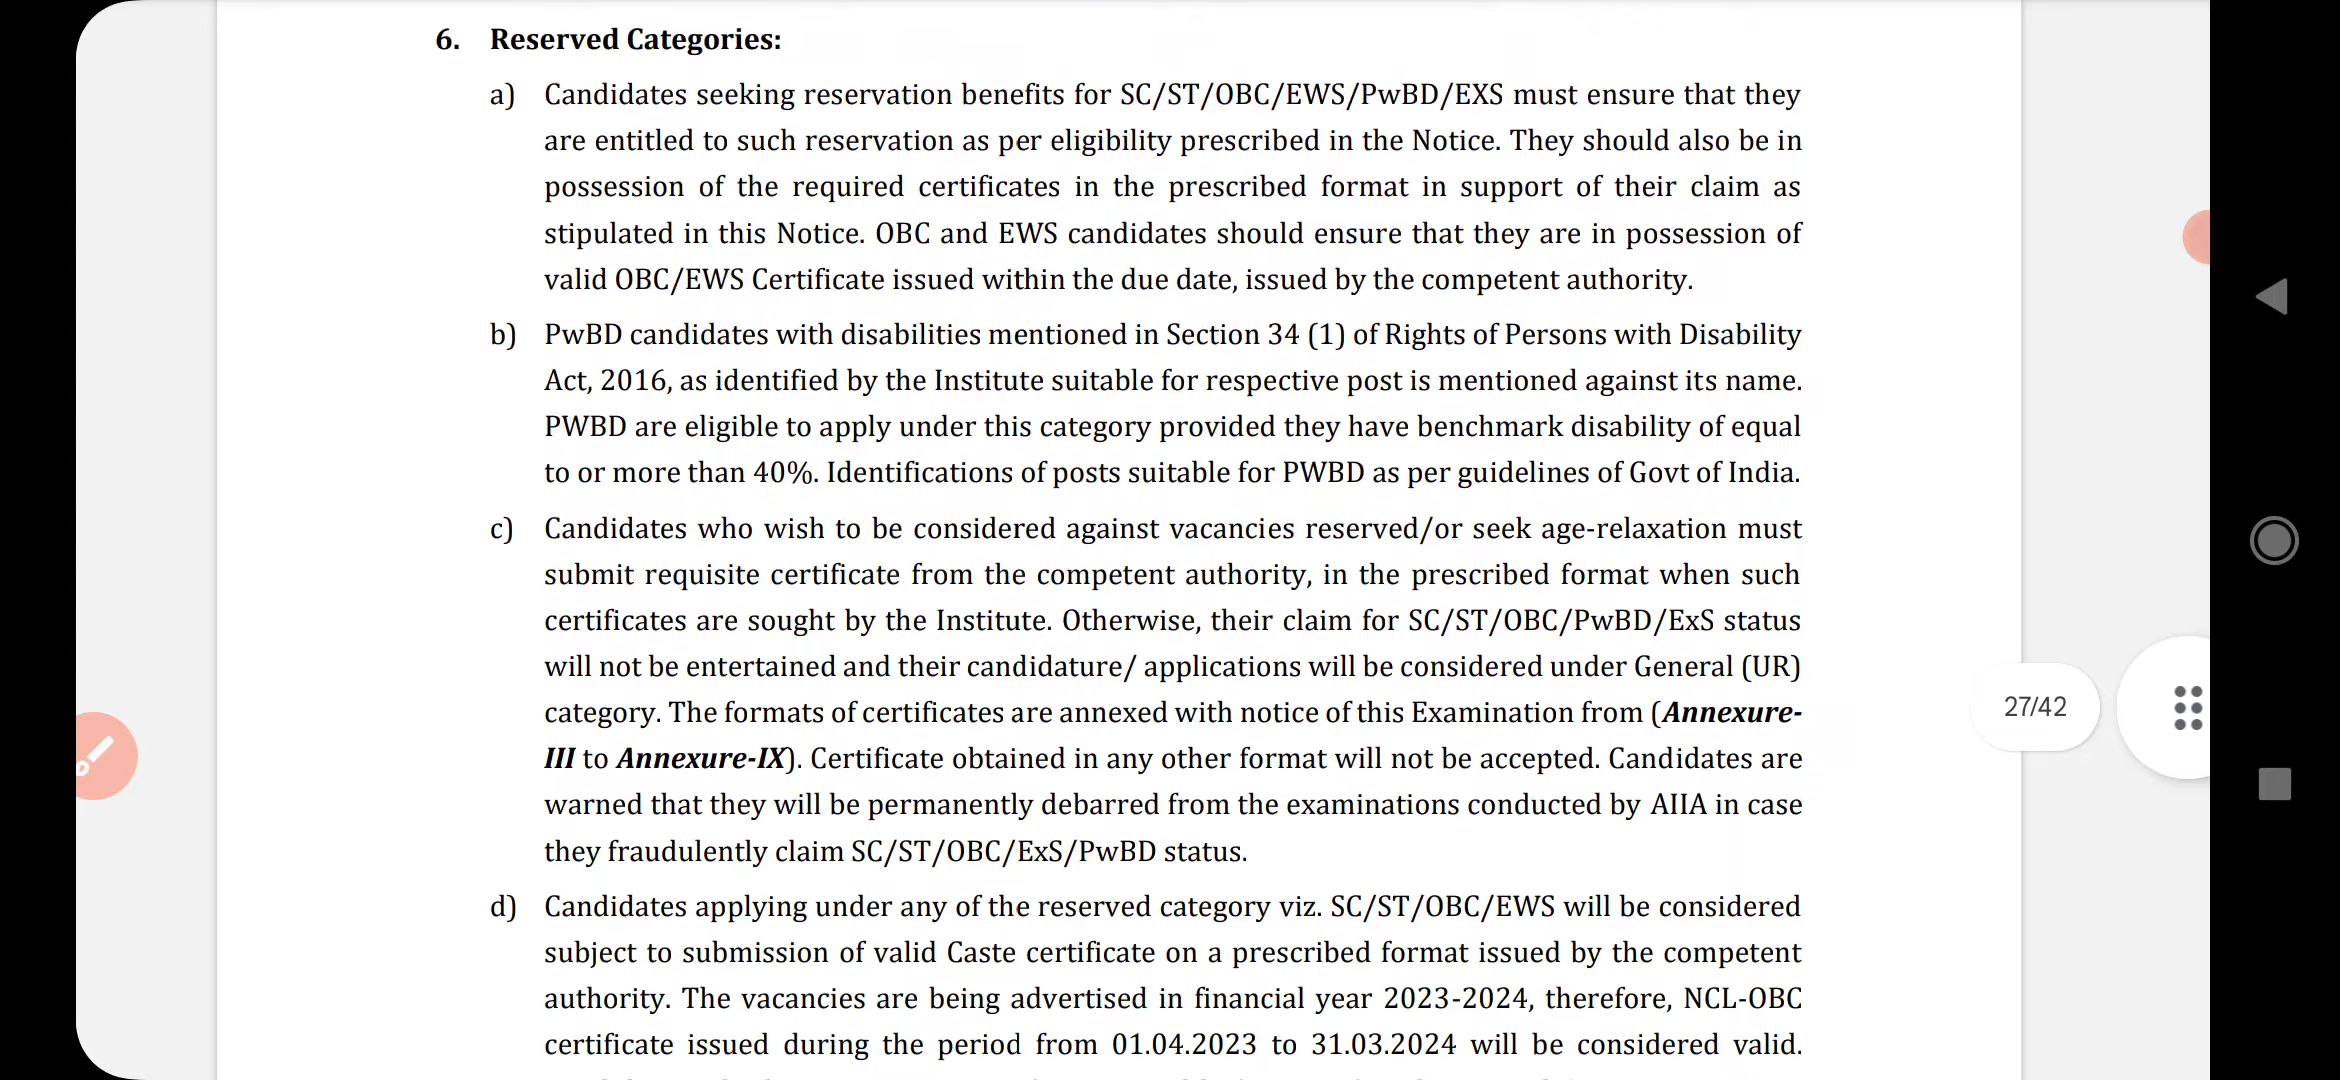 6. Reserved Categories:
a) Candidates seeking reservation benefits for SC/ST/OBC/EWS/PwBD/EXS must ensure that they
are entitled to such reservation as per eligibility prescribed in the Notice. They should also be in
possession of the required certificates in the prescribed format in support of their claim as
stipulated in this Notice. OBC and EWS candidates should ensure that they are in possession of
valid OBC/EWS Certificate issued within the due date, issued by the competent authority.
b) PwBD candidates with disabilities mentioned in Section 34 (1) of Rights of Persons with Disability
Act, 2016, as identified by the Institute suitable for respective post is mentioned against its name.
PWBD are eligible to apply under this category provided they have benchmark disability of equal
to or more than 40%. Identifications of posts suitable for PWBD as per guidelines of Govt of India.
c) Candidates who wish to be considered against vacancies reserved/or seek age-relaxation must
submit requisite certificate from the competent authority, in the prescribed format when such
certificates are sought by the Institute. Otherwise, their claim for SC/ST/OBC/PwBD/ExS status
will not be entertained and their candidature/ applications will be considered under General (UR)
category. The formats of certificates are annexed with notice of this Examination from (Annexure-
III to Annexure-IX). Certificate obtained in any other format will not be accepted. Candidates are
warned that they will be permanently debarred from the examinations conducted by AIIA in case
they fraudulently claim SC/ST/OBC/ExS/PwBD status.
d) Candidates applying under any of the reserved category viz. SC/ST/OBC/EWS will be considered
subject to submission of valid Caste certificate on a prescribed format issued by the competent
authority. The vacancies are being advertised in financial year 2023-2024, therefore, NCL-OBC
certificate issued during the period from 01.04.2023 to 31.03.2024 will be considered valid.
27/42